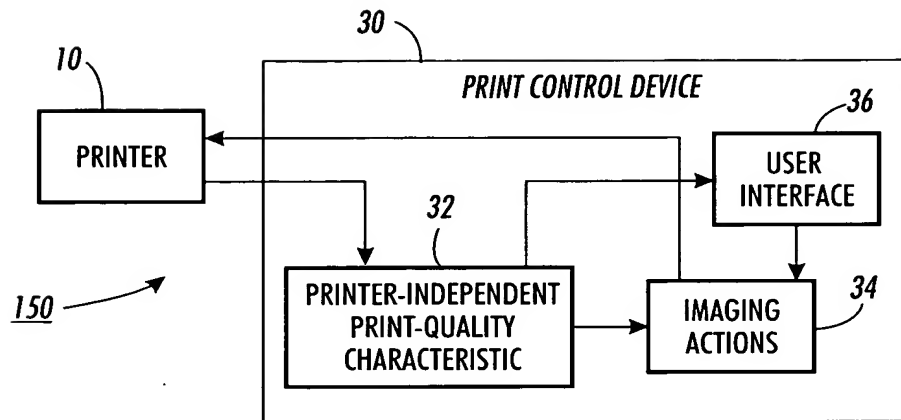 30
10
PRINT CONTROL DEVICE
36
PRINTER
USER
INTERFACE
32
150
PRINTER-INDEPENDENT
PRINT-QUALITY
CHARACTERISTIC
IMAGING
ACTIONS
34